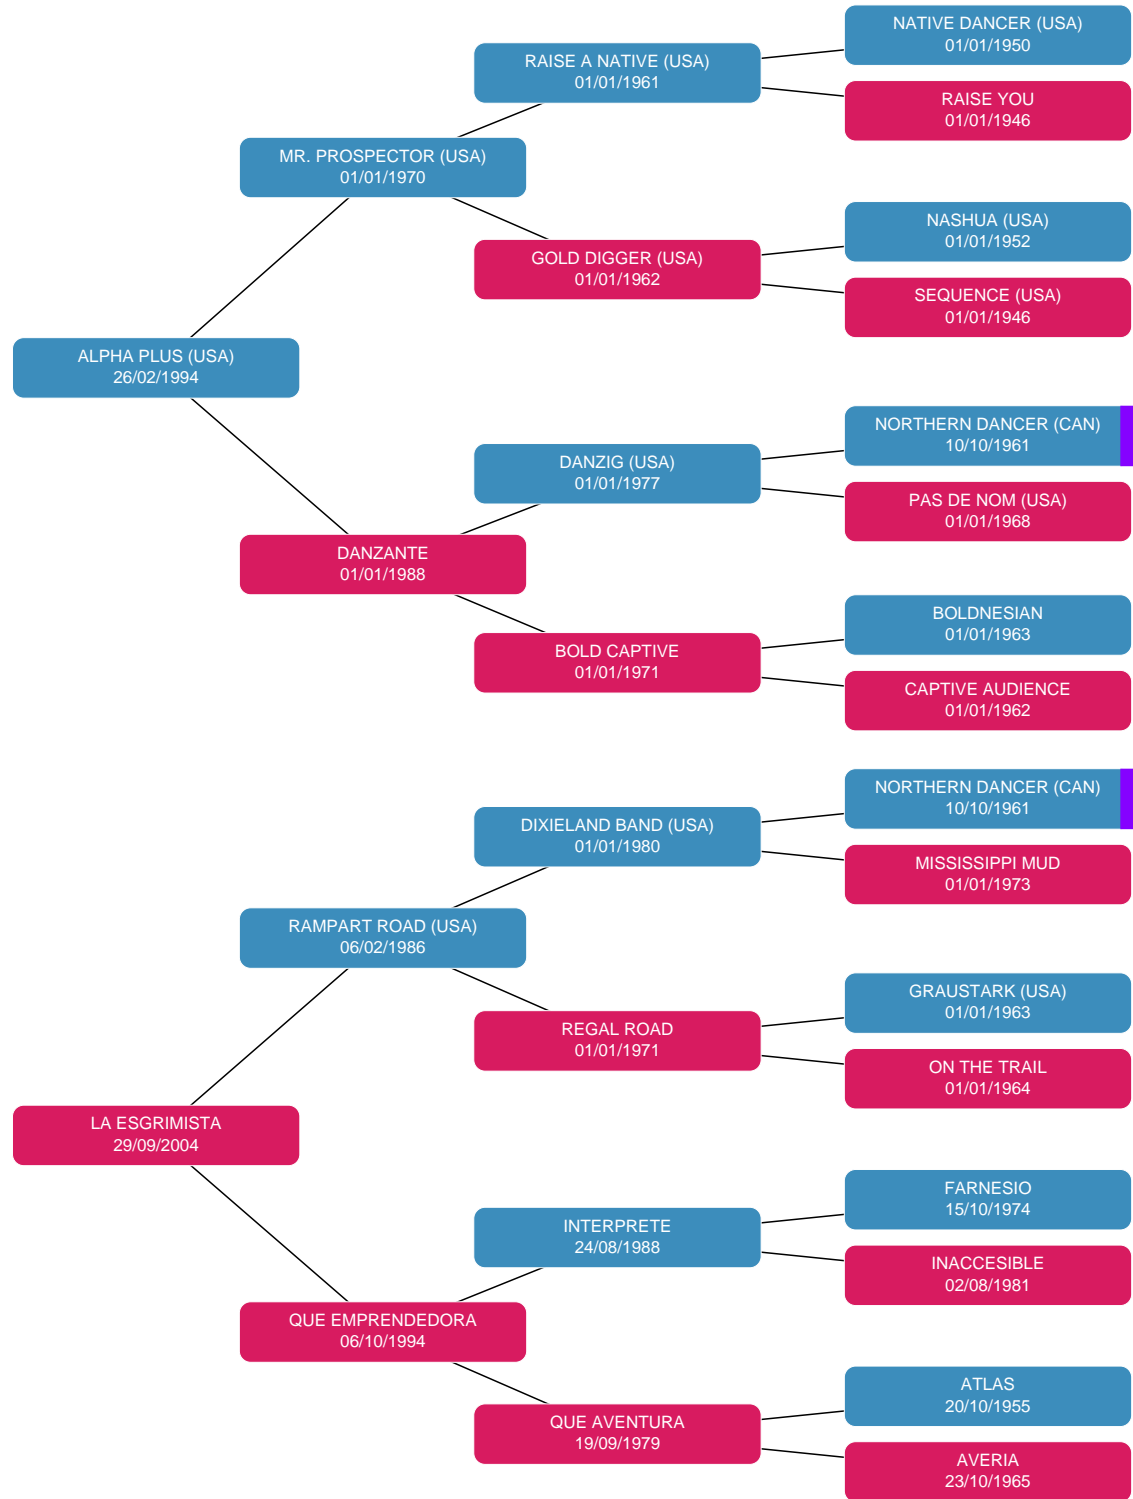 NATIVE DANCER (USA)
01/01/1950
RAISE A NATIVE (USA)
01/01/1961
RAISE YOU
01/01/1946
MR. PROSPECTOR (USA)
01/01/1970
NASHUA (USA)
01/01/1952
GOLD DIGGER (USA)
01/01/1962
SEQUENCE (USA)
01/01/1946
ALPHA PLUS (USA)
26/02/1994
NORTHERN DANCER (CAN)
10/10/1961
DANZIG (USA)
01/01/1977
PAS DE NOM (USA)
01/01/1968
DANZANTE
01/01/1988
BOLDNESIAN
01/01/1963
BOLD CAPTIVE
01/01/1971
CAPTIVE AUDIENCE
01/01/1962
NORTHERN DANCER (CAN)
10/10/1961
DIXIELAND BAND (USA)
01/01/1980
MISSISSIPPI MUD
01/01/1973
RAMPART ROAD (USA)
06/02/1986
GRAUSTARK (USA)
01/01/1963
REGAL ROAD
01/01/1971
ON THE TRAIL
01/01/1964
LA ESGRIMISTA
29/09/2004
FARNESIO
15/10/1974
INTERPRETE
24/08/1988
INACCESIBLE
02/08/1981
QUE EMPRENDEDORA
06/10/1994
ATLAS
20/10/1955
QUE AVENTURA
19/09/1979
AVERIA
23/10/1965